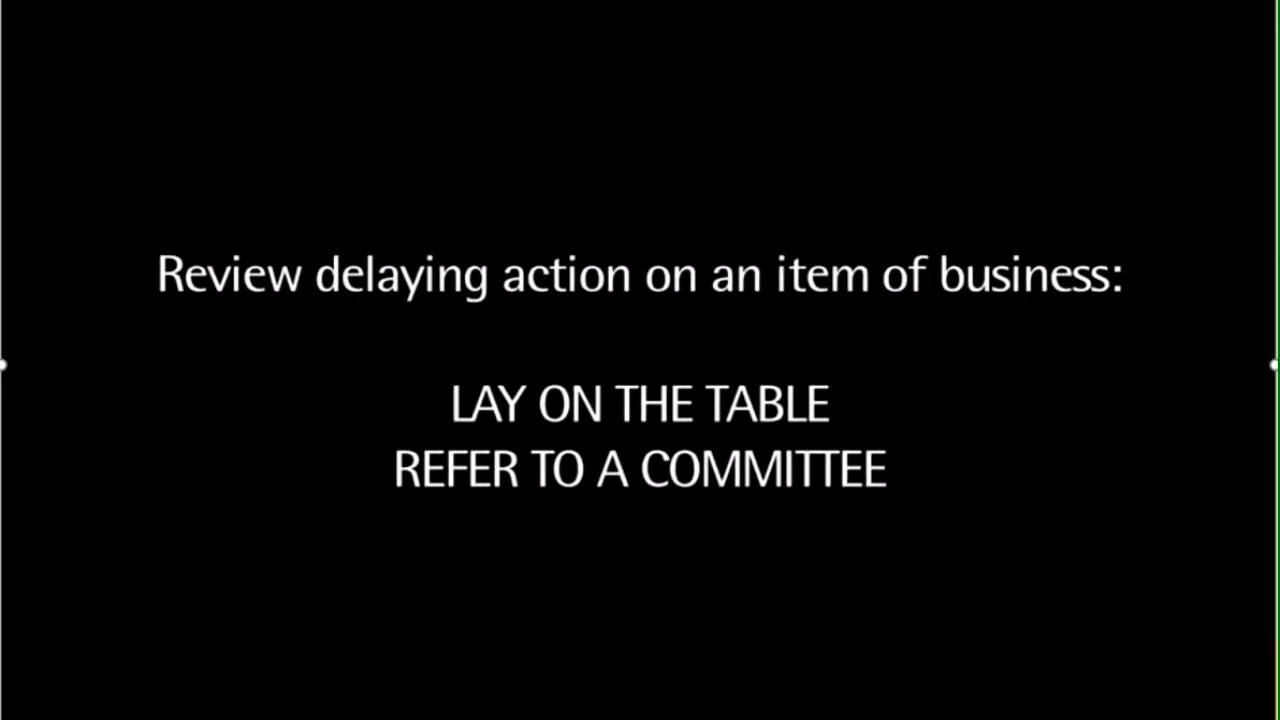 Review delaying action on an item of business:
LAY ON THE TABLE
REFER TO A COMMITTEE